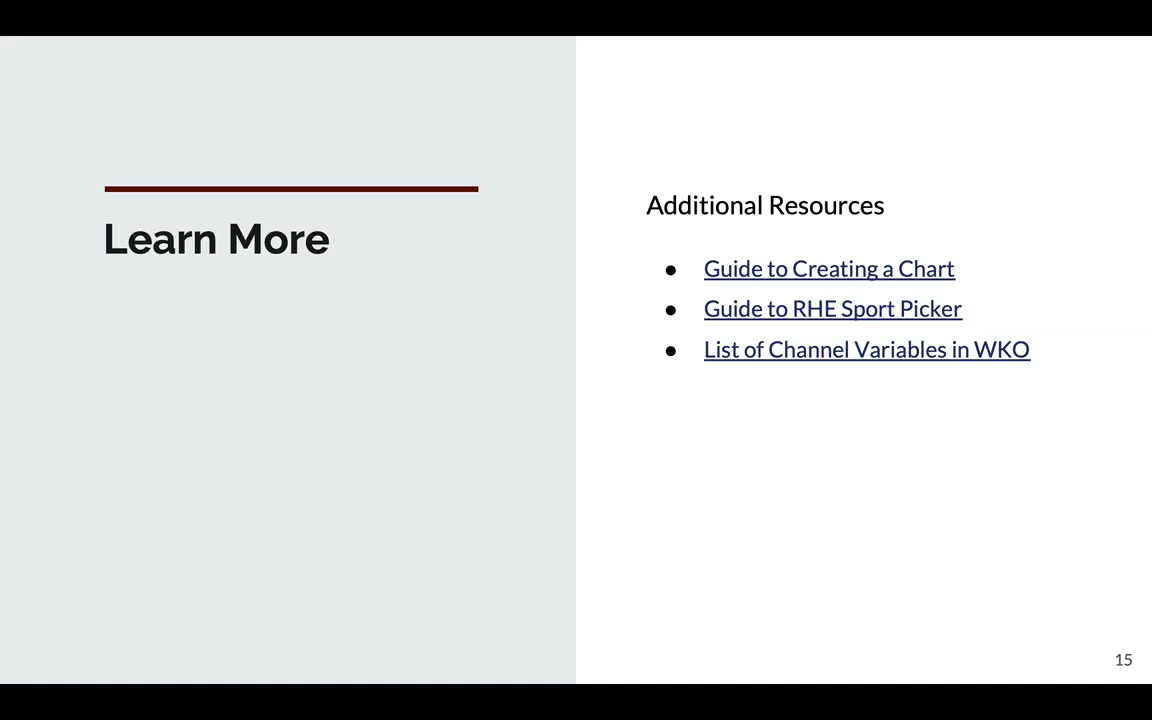 Learn More
Additional Resources
● Guide to Creating a Chart
● Guide to RHE Sport Picker
● List of Channel Variables in WKO
15